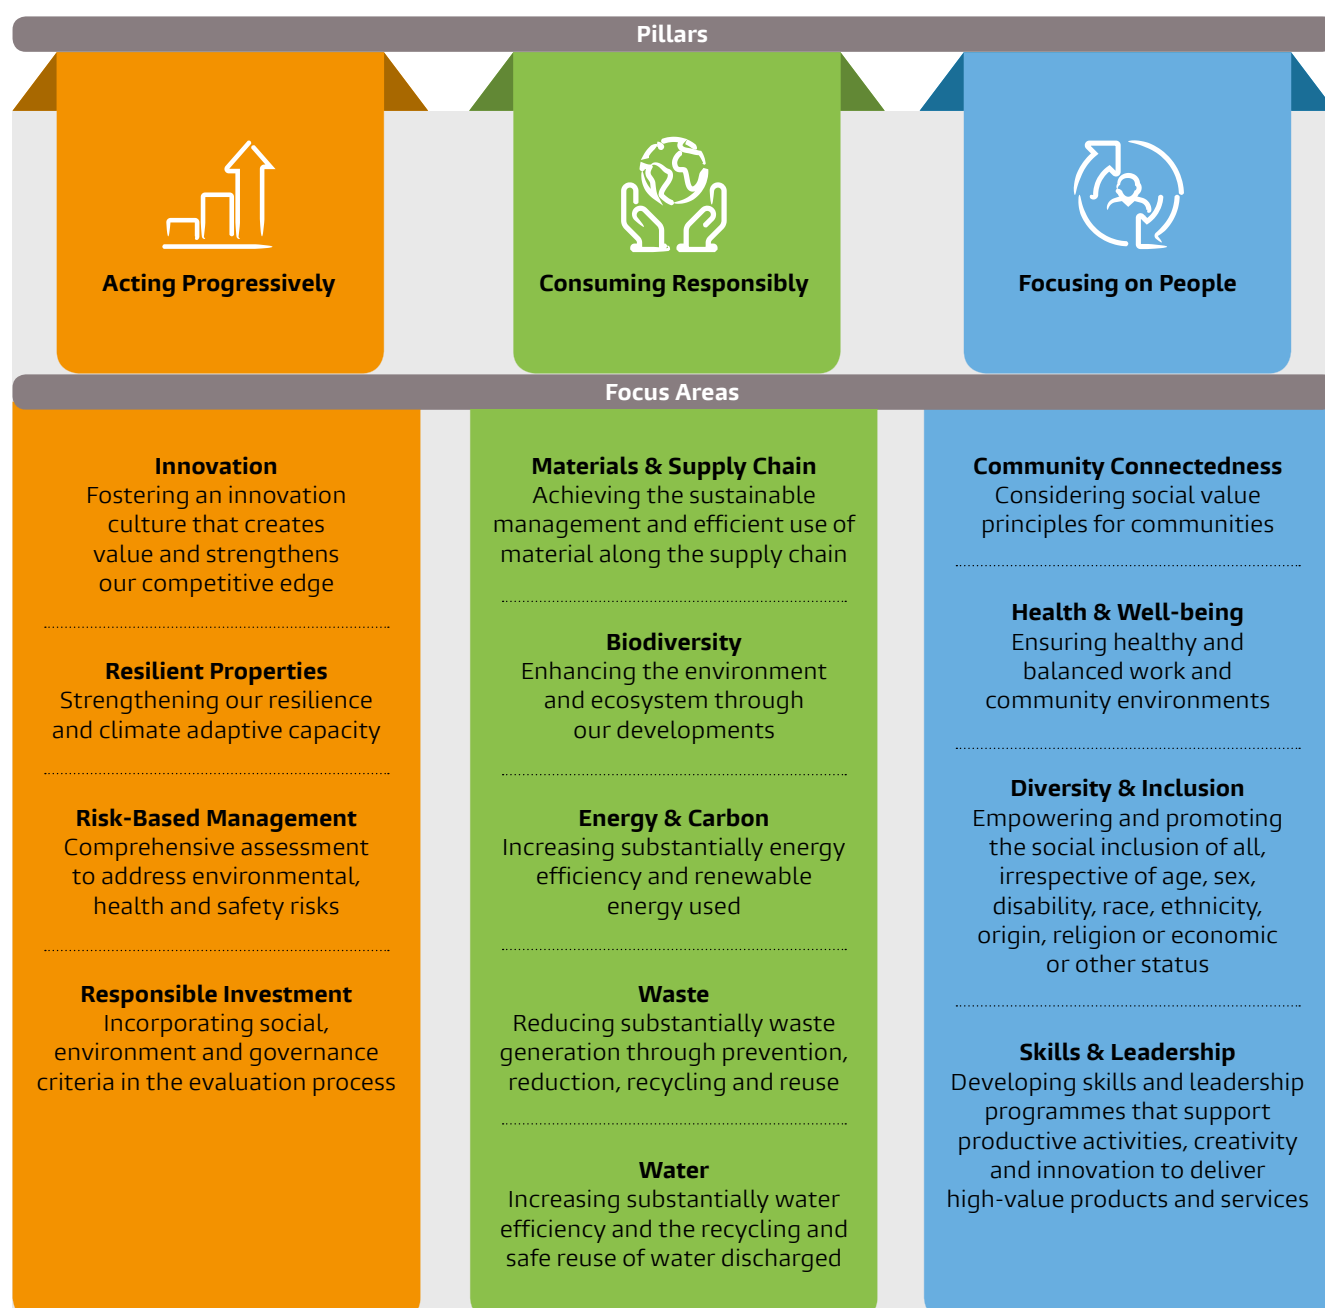 Pillars
Acting Progressively
Consuming Responsibly
Focusing on People
Focus Areas
Innovation
Fostering an innovation
culture that creates
value and strengthens
our competitive edge
Resilient Properties
Strengthening our resilience
and climate adaptive capacity
Risk-Based Management
Comprehensive assessment
to address environmental,
health and safety risks
Responsible Investment
Incorporating social,
environment and governance
criteria in the evaluation process
Materials & Supply Chain
Achieving the sustainable
management and efficient use of
material along the supply chain
Biodiversity
Enhancing the environment
and ecosystem through
our developments
Energy & Carbon
Increasing substantially energy
efficiency and renewable
energy used
Waste
Reducing substantially waste
generation through prevention,
reduction, recycling and reuse
Water
Increasing substantially water
efficiency and the recycling and
safe reuse of water discharged
Community Connectedness
Considering social value
principles for communities
Health & Well-being
Ensuring healthy and
balanced work and
community environments
Diversity & Inclusion
Empowering and promoting
the social inclusion of all,
irrespective of age, sex,
disability, race, ethnicity,
origin, religion or economic
or other status
Skills & Leadership
Developing skills and leadership
programmes that support
productive activities, creativity
and innovation to deliver
high-value products and services